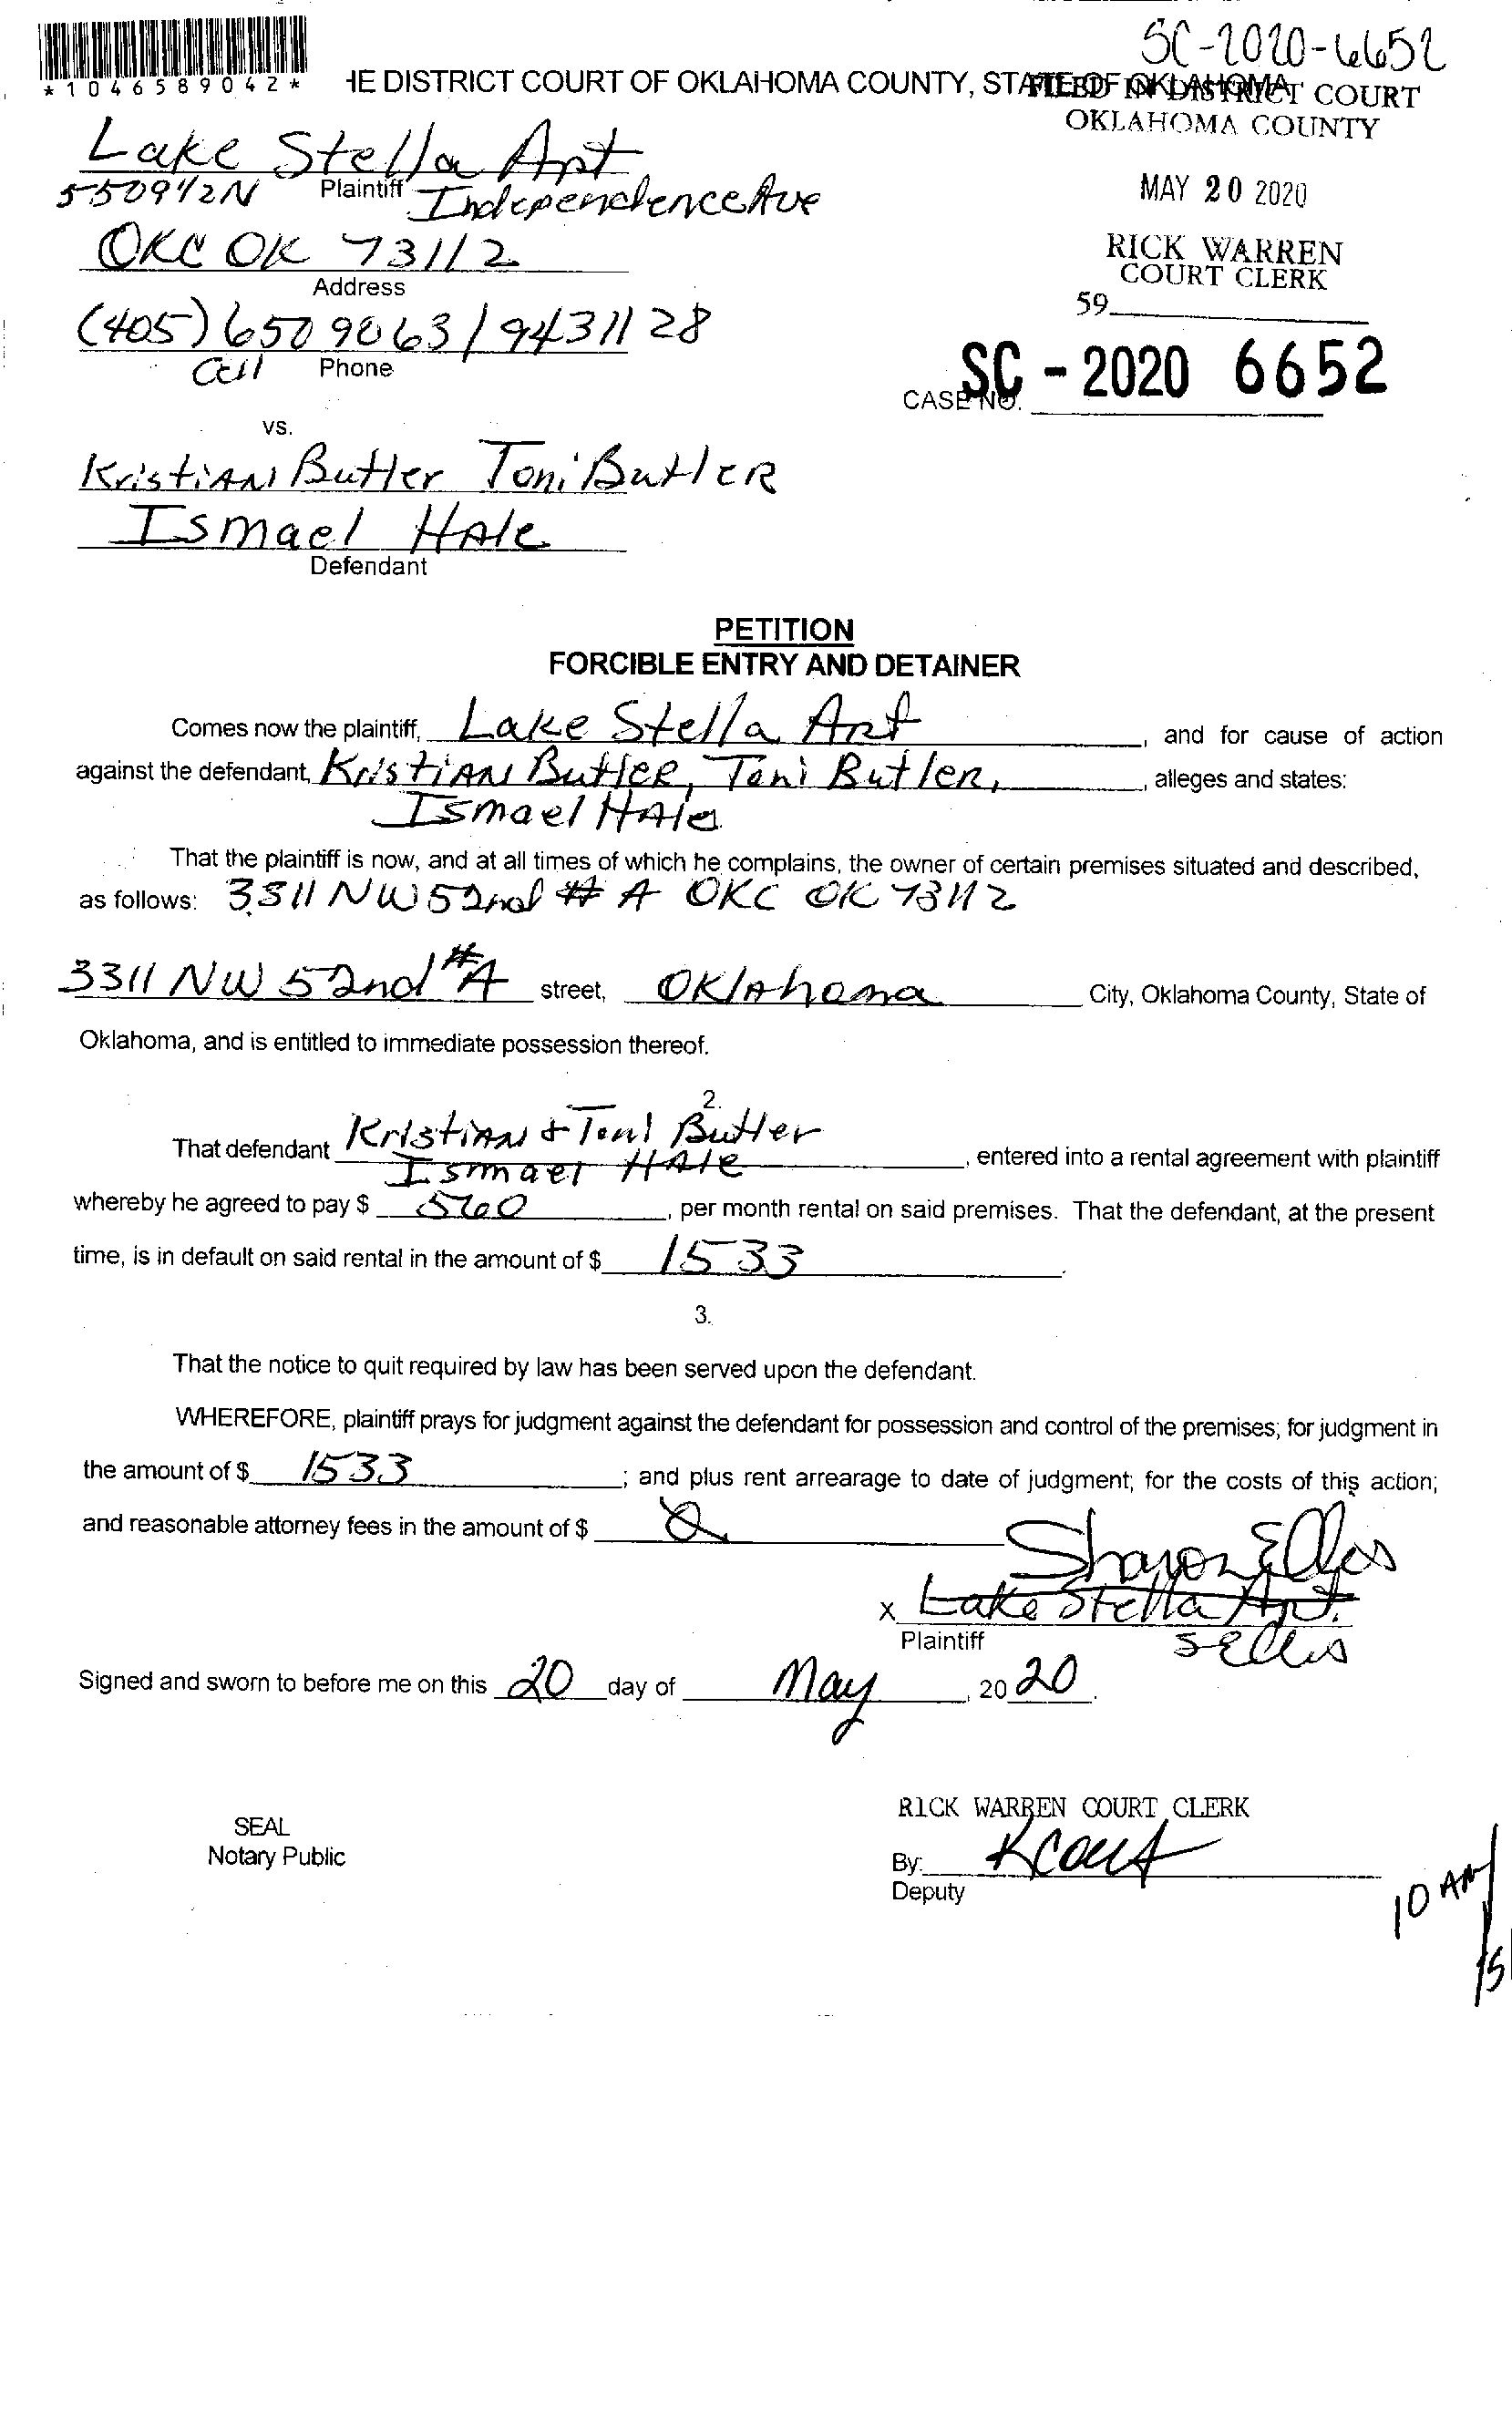 SC-2020-6652
*1046589042*
HE DISTRICT COURT OF OKLAHOMA COUNTY, STATE OF OKLAHOMA
FILED IN DISTRICT COURT
OKLAHOMA COUNTY
Lake Stella Apt
5509 1/2 N Plaintiff Independence Ave
MAY 20 2020
OKC OK 73112
Address
RICK WARREN
COURT CLERK
59
(405) 650 9063 / 943 1128
Cell Phone
CASE NO. SC - 2020 6652
vs.
Kristian Butler Toni Butler
Ismael Hale
Defendant
PETITION
FORCIBLE ENTRY AND DETAINER
Comes now the plaintiff, Lake Stella Apt, and for cause of action
against the defendant, Kristian Butler, Toni Butler, , alleges and states:
Ismael Hale
That the plaintiff is now, and at all times of which he complains, the owner of certain premises situated and described,
as follows: 3311 NW 52nd # A OKC OK 73112
3311 NW 52nd #A street, Oklahoma City, Oklahoma County, State of
Oklahoma, and is entitled to immediate possession thereof.
2.
That defendant Kristian & Toni Butler
Ismael Hale, entered into a rental agreement with plaintiff
whereby he agreed to pay $ , per month rental on said premises. That the defendant, at the present
time, is in default on said rental in the amount of $ 1533.
3.
That the notice to quit required by law has been served upon the defendant.
WHEREFORE, plaintiff prays for judgment against the defendant for possession and control of the premises; for judgment in
the amount of $ 1533; and plus rent arrearage to date of judgment; for the costs of this action;
and reasonable attorney fees in the amount of $
Sharon Ellis
x Lake Stella Apt.
Plaintiff SEllis
Signed and sworn to before me on this 20 day of May, 2020.
RICK WARREN COURT CLERK
SEAL
Notary Public
By:
Deputy
10 AM